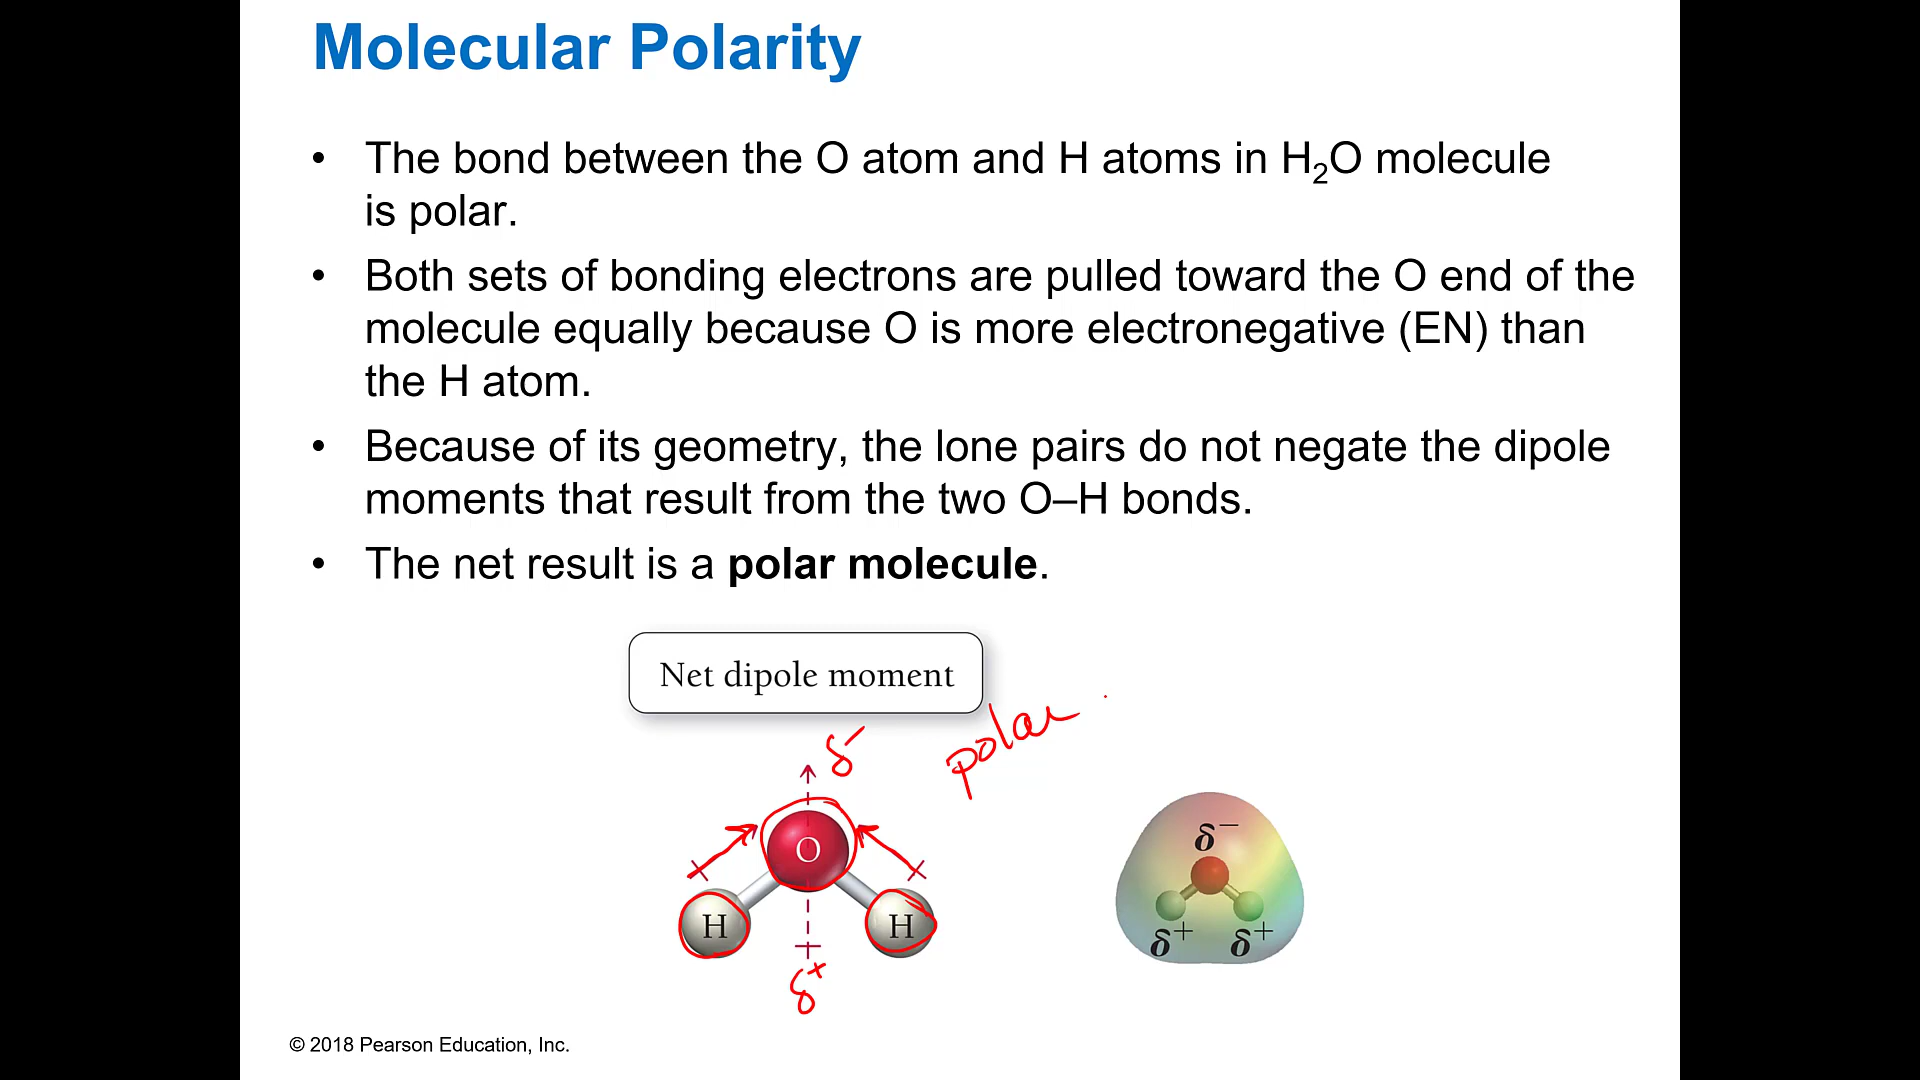 Molecular Polarity
• The bond between the O atom and H atoms in H₂O molecule
is polar.
• Both sets of bonding electrons are pulled toward the O end of the
molecule equally because O is more electronegative (EN) than
the H atom.
• Because of its geometry, the lone pairs do not negate the dipole
moments that result from the two O–H bonds.
• The net result is a polar molecule.
Net dipole moment
polar
δ⁻
O
H
H
δ⁺
δ⁻
δ⁺
δ⁺
© 2018 Pearson Education, Inc.